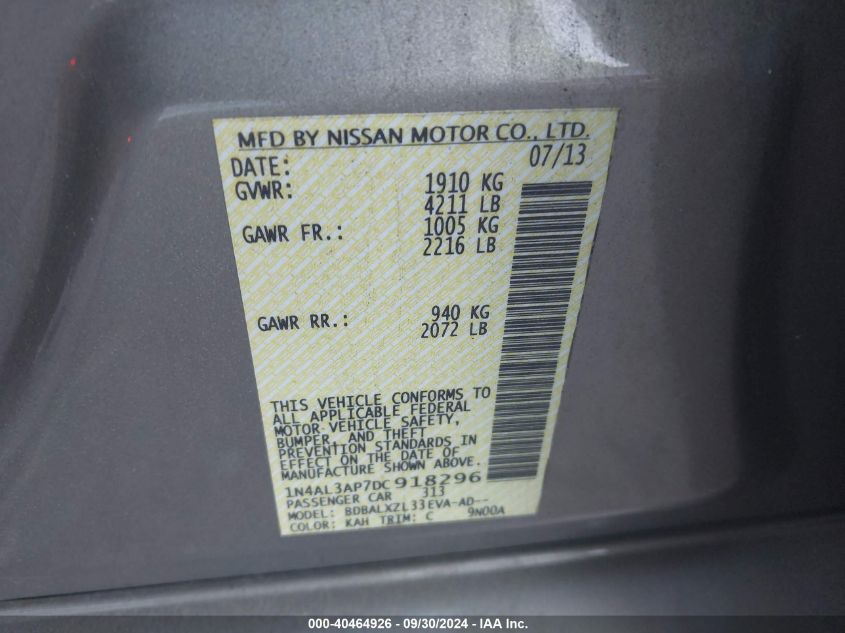 MFD BY NISSAN MOTOR CO., LTD.
DATE: 07/13
GVWR: 1910 KG
4211 LB
GAWR FR.: 1005 KG
2216 LB
GAWR RR.: 940 KG
2072 LB
THIS VEHICLE CONFORMS TO
ALL APPLICABLE FEDERAL
MOTOR VEHICLE SAFETY,
BUMPER, AND THEFT
PREVENTION STANDARDS IN
EFFECT ON THE DATE OF
MANUFACTURE SHOWN ABOVE.
1N4AL3AP7DC918296
PASSENGER CAR 313
MODEL: BDBALXZL33EVA-AD--
COLOR: KAH TRIM: C 9N00A
000-40464926 - 09/30/2024 - IAA Inc.